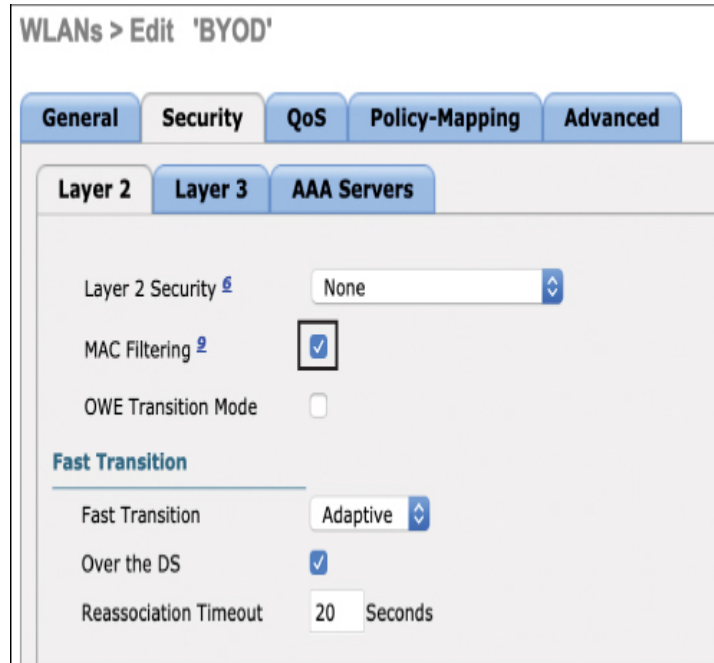 WLANs > Edit 'BYOD'
General Security QoS Policy-Mapping Advanced
Layer 2 Layer 3 AAA Servers
Layer 2 Security 6 None
MAC Filtering 9
OWE Transition Mode
Fast Transition
Fast Transition Adaptive
Over the DS
Reassociation Timeout 20 Seconds